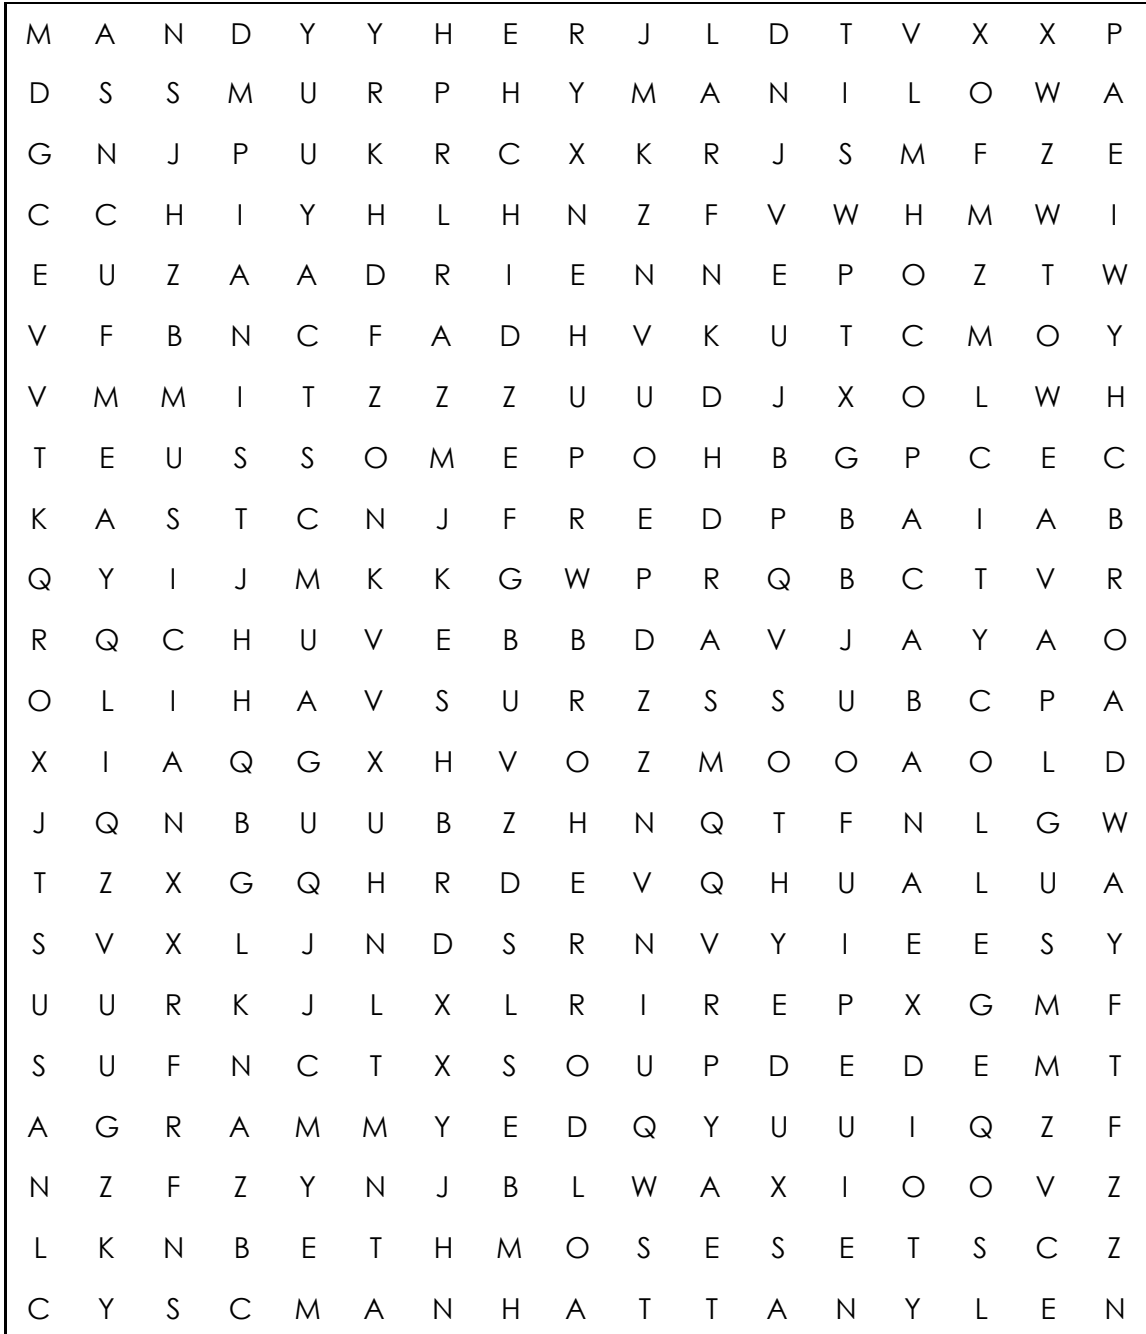 M A N D Y Y H E R J L D T V X X P
D S S M U R P H Y M A N I L O W A
G N J P U K R C X K R J S M F Z E
C C H I Y H L H N Z F V W H M W I
E U Z A A D R I E N N E P O Z T W
V F B N C F A D H V K U T C M O Y
V M M I T Z Z Z U U D J X O L W H
T E U S S O M E P O H B G P C E C
K A S T C N J F R E D P B A I A B
Q Y I J M K K G W P R Q B C T V R
R Q C H U V E B B D A V J A Y A O
O L I H A V S U R Z S S U B C P A
X I A Q G X H V O Z M O O A O L D
J Q N B U U B Z H N Q T F N L G W
T Z X G Q H R D E V Q H U A L U A
S V X L J N D S R N V Y I E E S Y
U U R K J L X L R I R E P X G M F
S U F N C T X S O U P D E D E M T
A G R A M M Y E D Q Y U U I Q Z F
N Z F Z Y N J B L W A X I O O V Z
L K N B E T H M O S E S E T S C Z
C Y S C M A N H A T T A N Y L E N